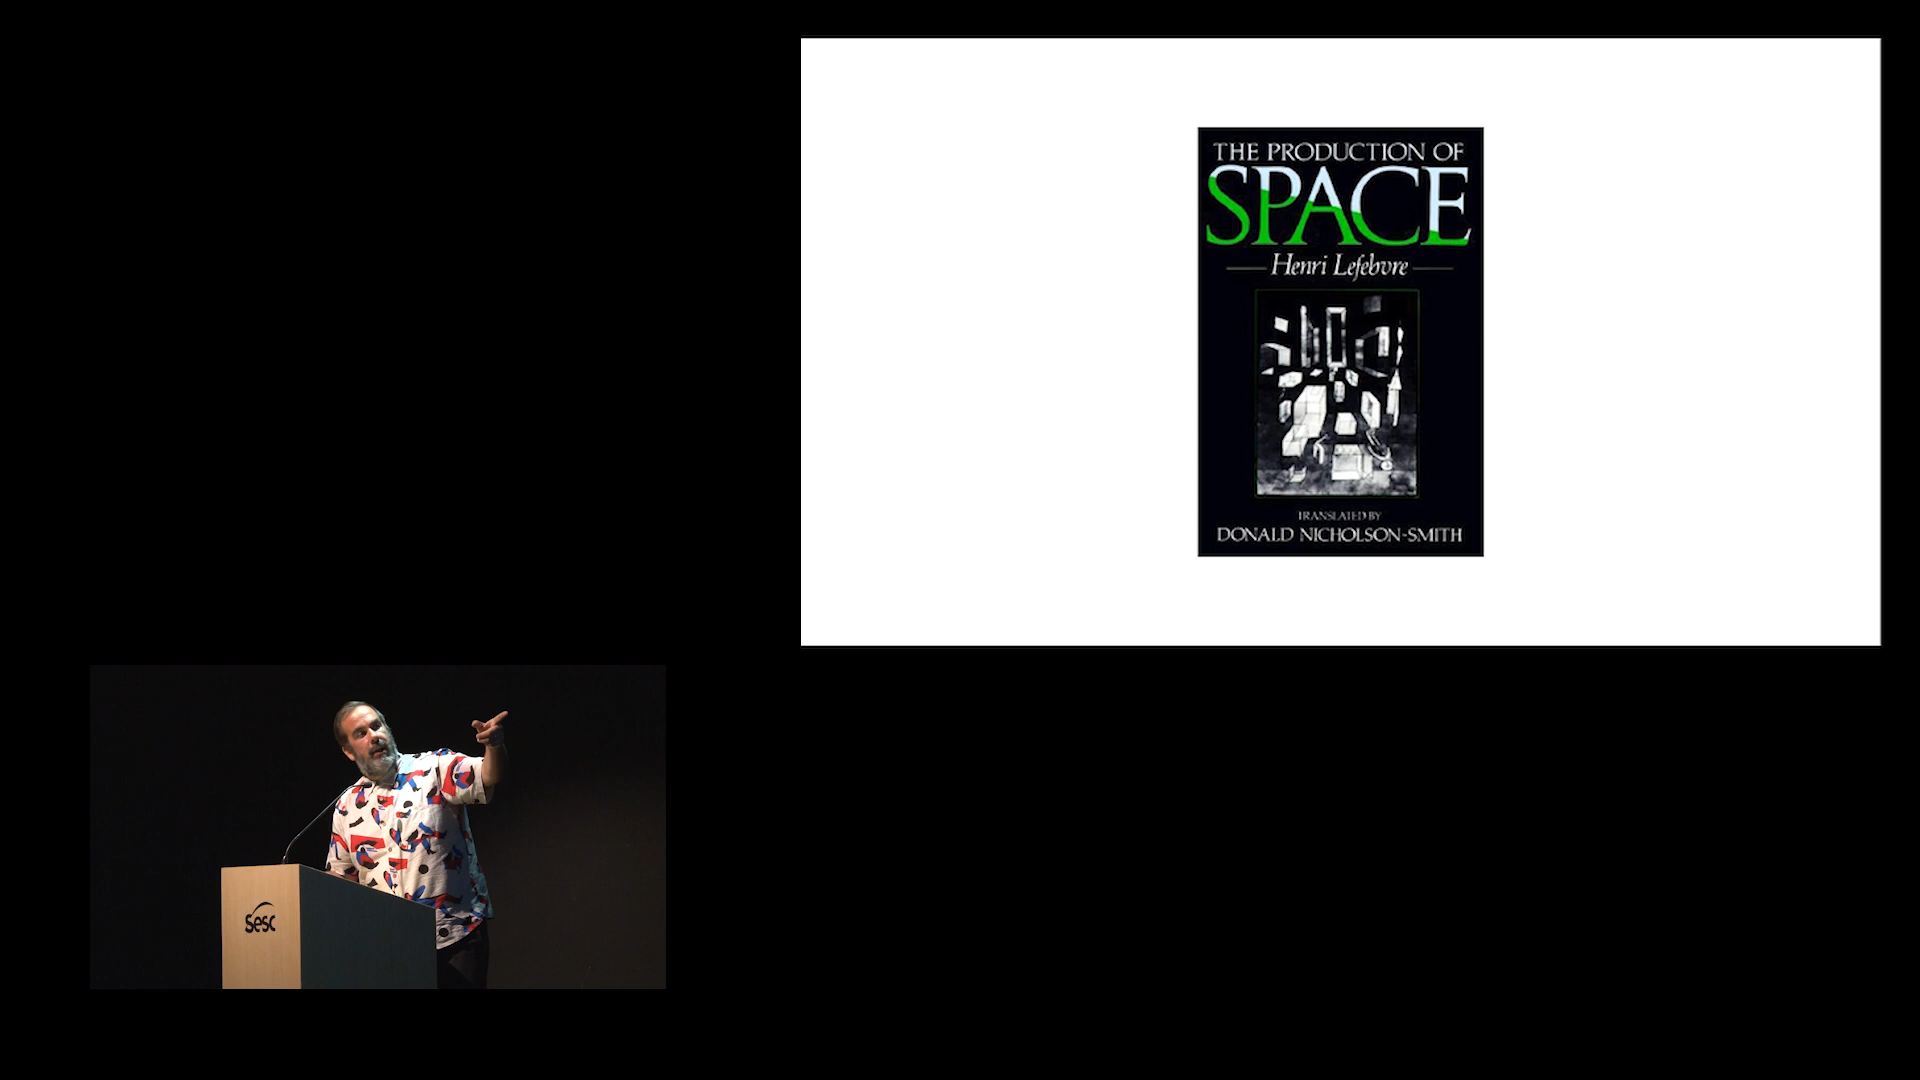 THE PRODUCTION OF
SPACE
Henri Lefebvre
TRANSLATED BY
DONALD NICHOLSON-SMITH
Sesc